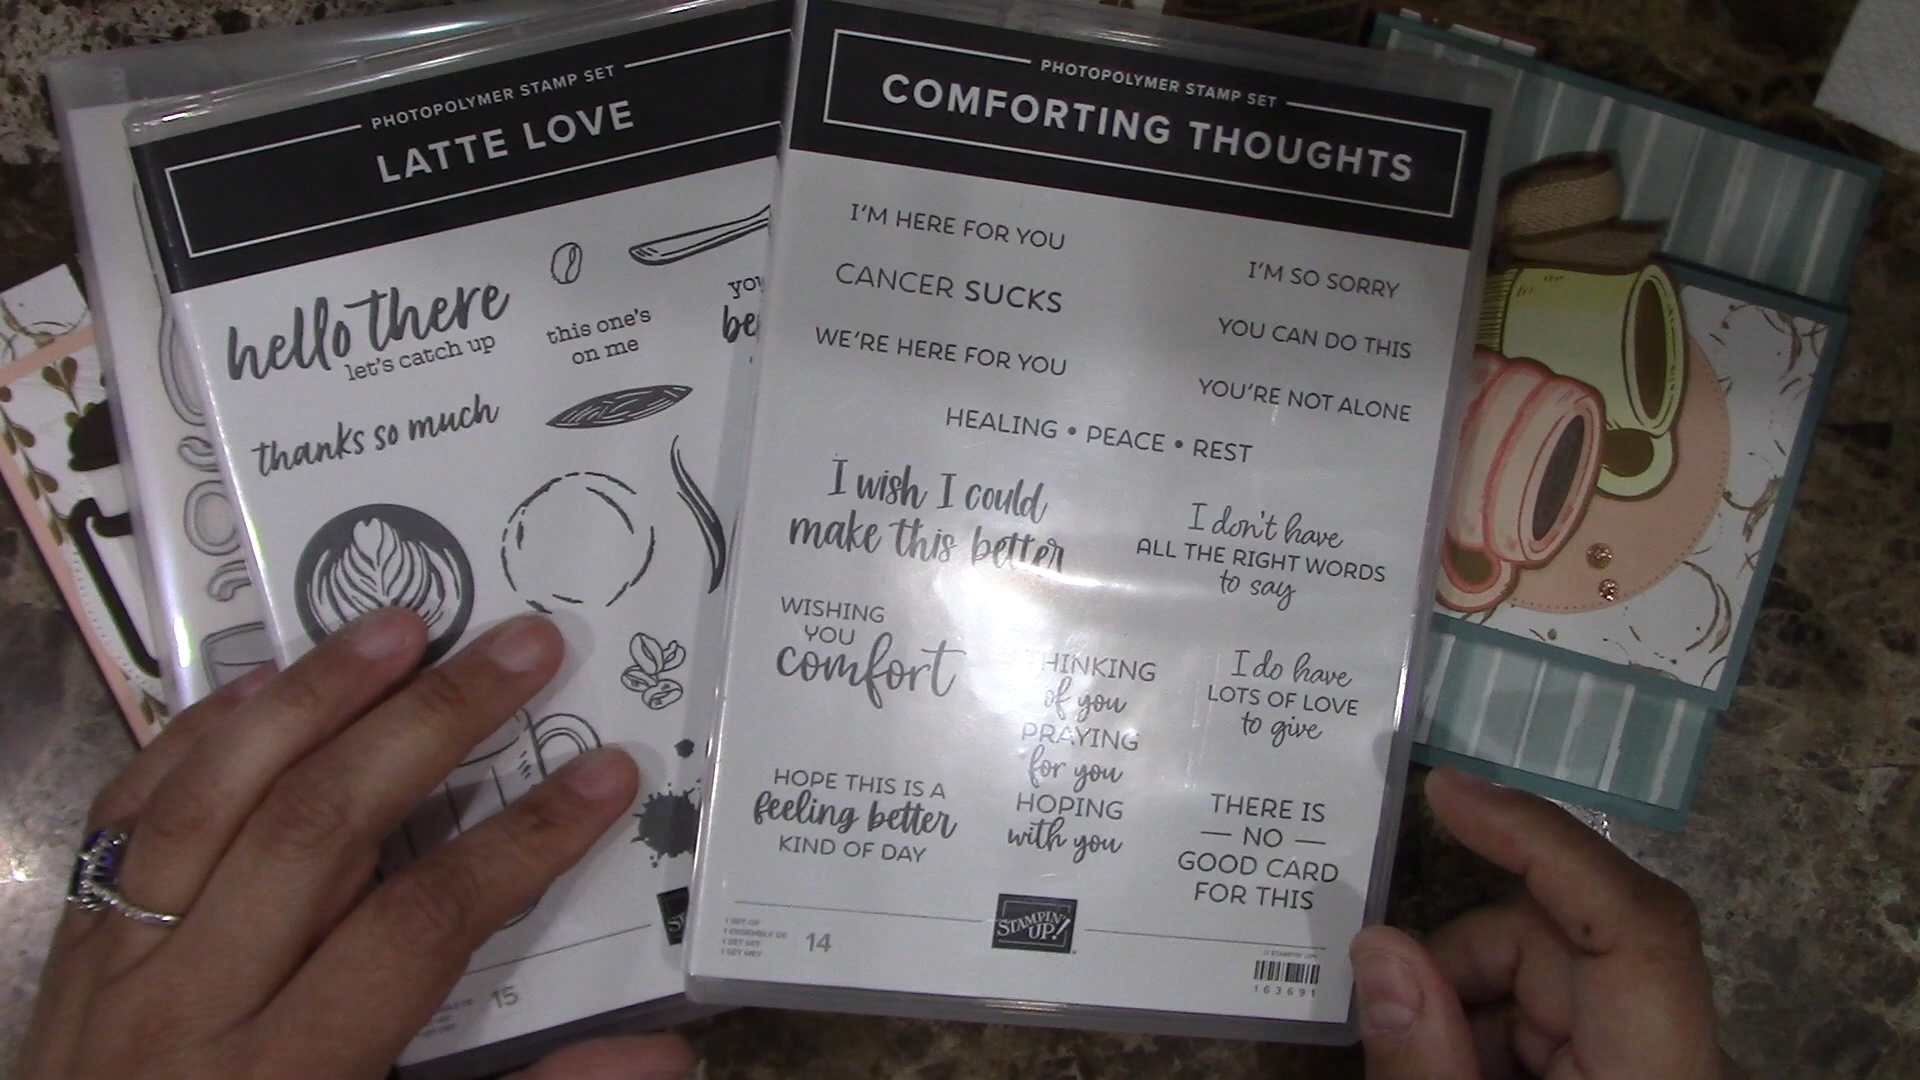 PHOTOPOLYMER STAMP SET
LATTE LOVE
hello there
let's catch up
this one's
on me
thanks so much
15
PHOTOPOLYMER STAMP SET
COMFORTING THOUGHTS
I'M HERE FOR YOU
I'M SO SORRY
CANCER SUCKS
YOU CAN DO THIS
WE'RE HERE FOR YOU
YOU'RE NOT ALONE
HEALING • PEACE • REST
I wish I could
make this better
I don't have
ALL THE RIGHT WORDS
to say
WISHING
YOU
comfort
THINKING
of you
PRAYING
for you
HOPING
with you
I do have
LOTS OF LOVE
to give
HOPE THIS IS A
feeling better
KIND OF DAY
THERE IS
— NO —
GOOD CARD
FOR THIS
1 SET OF
14
STAMPIN'
UP!
163691